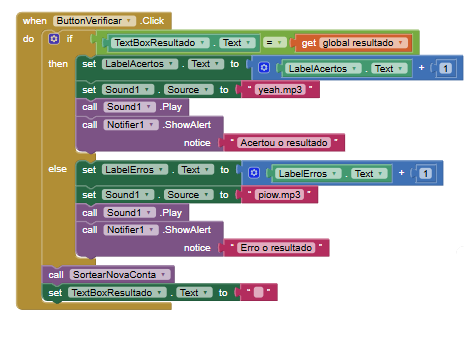 when ButtonVerificar .Click
do if TextBoxResultado . Text = get global resultado
then set LabelAcertos . Text to LabelAcertos . Text + 1
set Sound1 . Source to " yeah.mp3 "
call Sound1 .Play
call Notifier1 .ShowAlert
notice " Acertou o resultado "
else set LabelErros . Text to LabelErros . Text + 1
set Sound1 . Source to " piow.mp3 "
call Sound1 .Play
call Notifier1 .ShowAlert
notice " Erro o resultado "
call SortearNovaConta
set TextBoxResultado . Text to " "